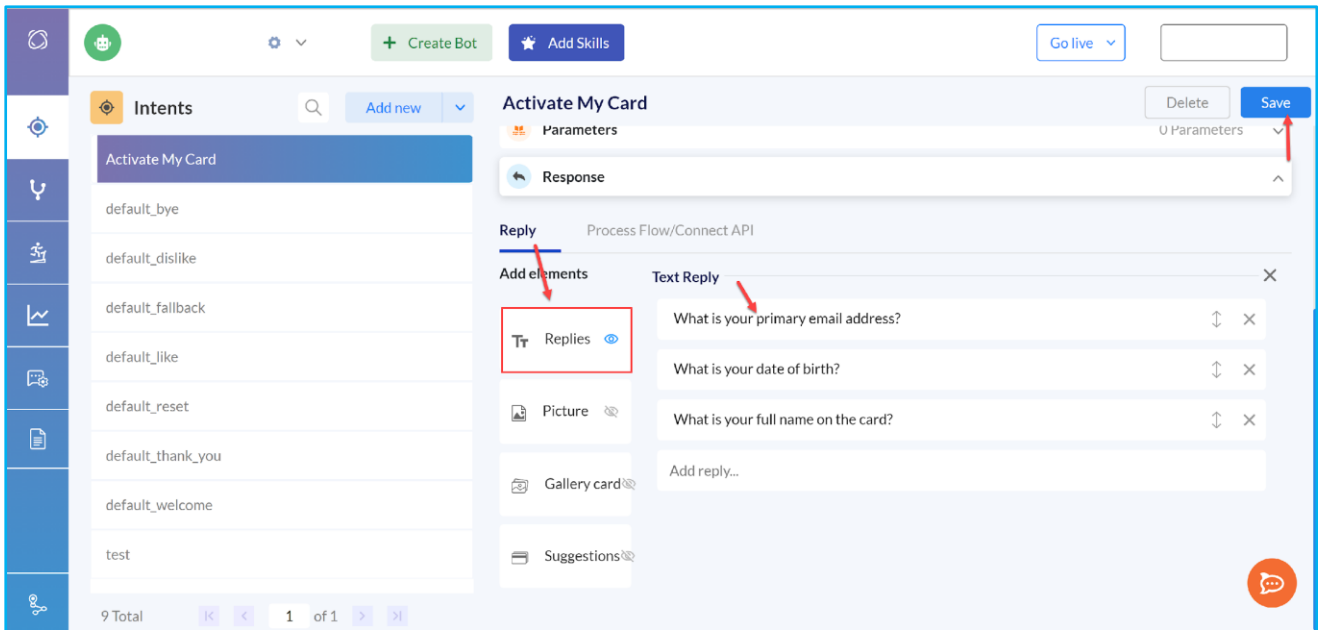 + Create Bot
Add Skills
Go live
Intents
Add new
Activate My Card
default_bye
default_dislike
default_fallback
default_like
default_reset
default_thank_you
default_welcome
test
9 Total
1 of 1
Activate My Card
Delete
Save
Parameters
0 Parameters
Response
Reply
Process Flow/Connect API
Add elements
Replies
Picture
Gallery card
Suggestions
Text Reply
What is your primary email address?
What is your date of birth?
What is your full name on the card?
Add reply...